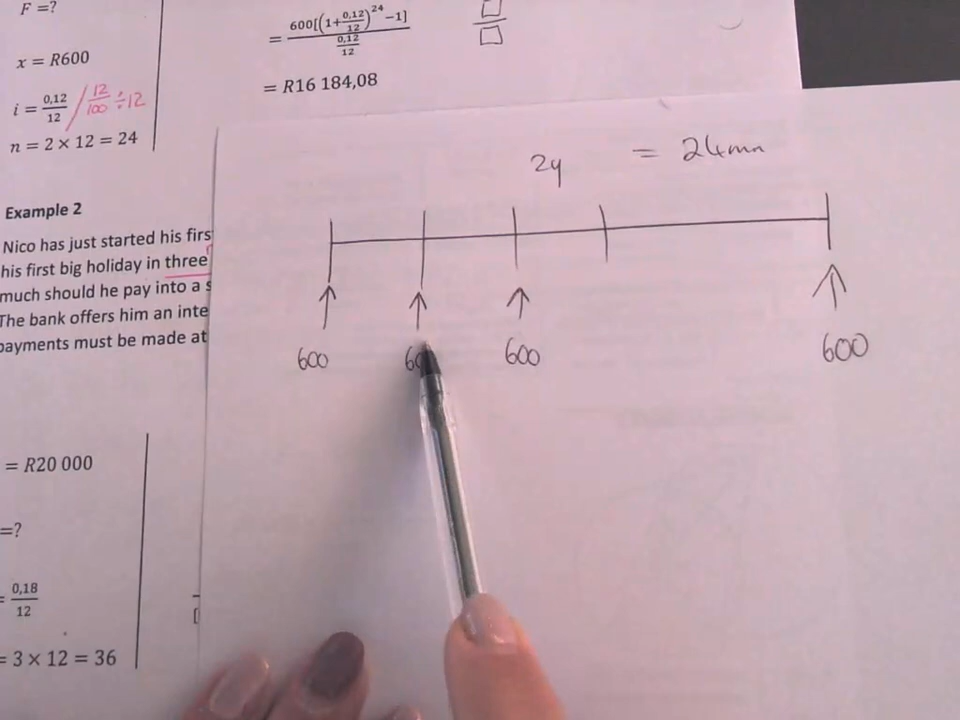 F =?
x = R600
i = 0,12/12 / 12/100 ÷ 12
n = 2 × 12 = 24
= 600[(1+0,12/12)^24 −1] / 0,12/12
= R16 184,08
2y = 24mn
600 600 600
Example 2
Nico has just started his firs
his first big holiday in three
much should he pay into a s
The bank offers him an inte
payments must be made at
= R20 000
=?
= 0,18/12
= 3 × 12 = 36